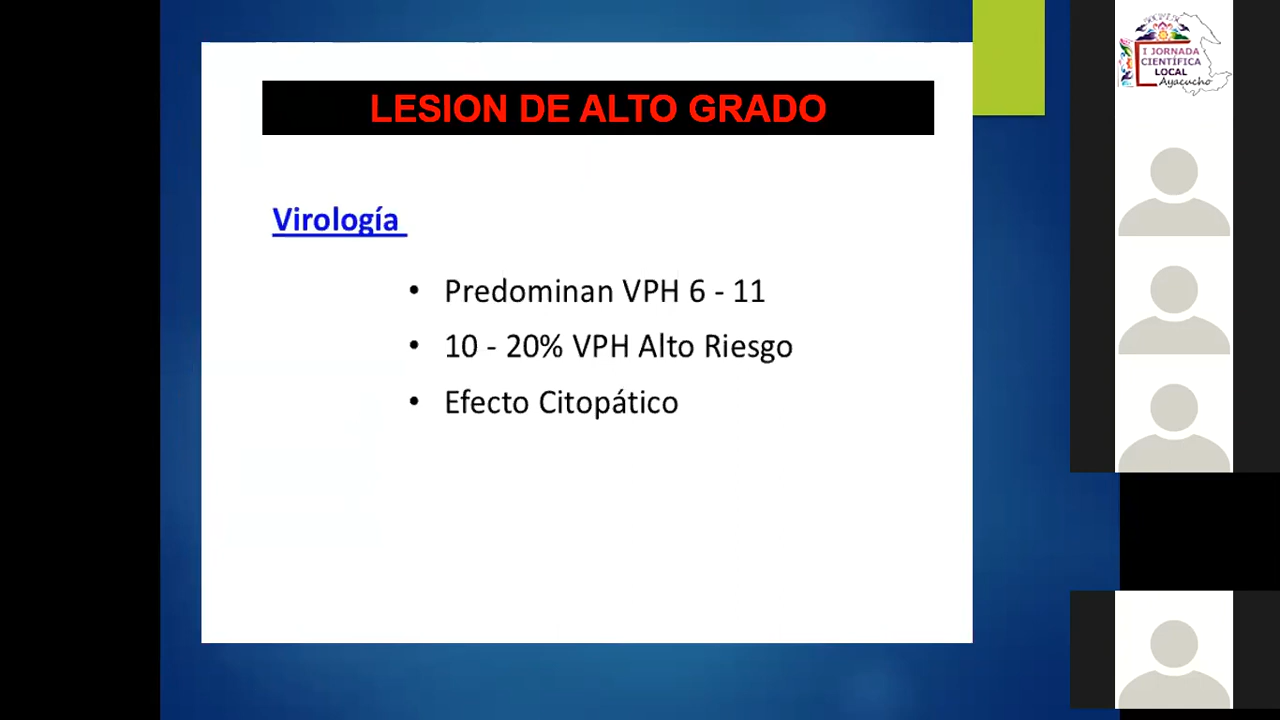 LESION DE ALTO GRADO
Virología
• Predominan VPH 6 - 11
• 10 - 20% VPH Alto Riesgo
• Efecto Citopático
I JORNADA
CIENTÍFICA
LOCAL
Ayacucho